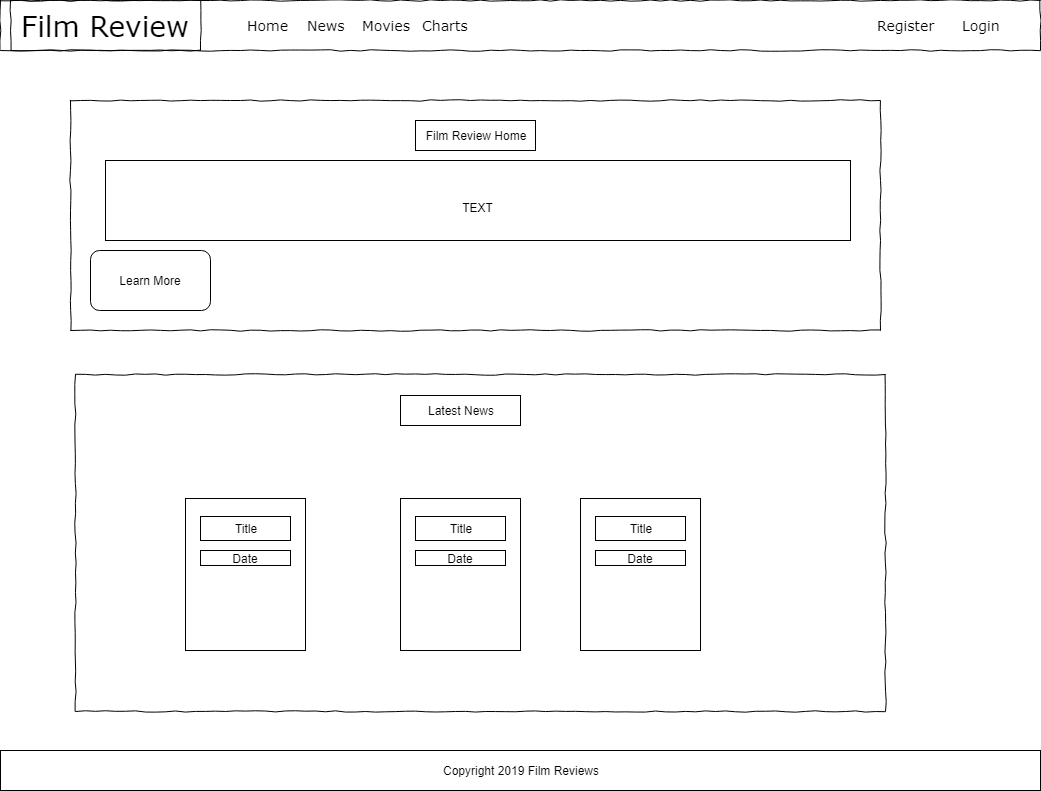 Film Review Home News Movies Charts Register Login
Film Review Home
TEXT
Learn More
Latest News
Title Title Title
Date Date Date
Copyright 2019 Film Reviews